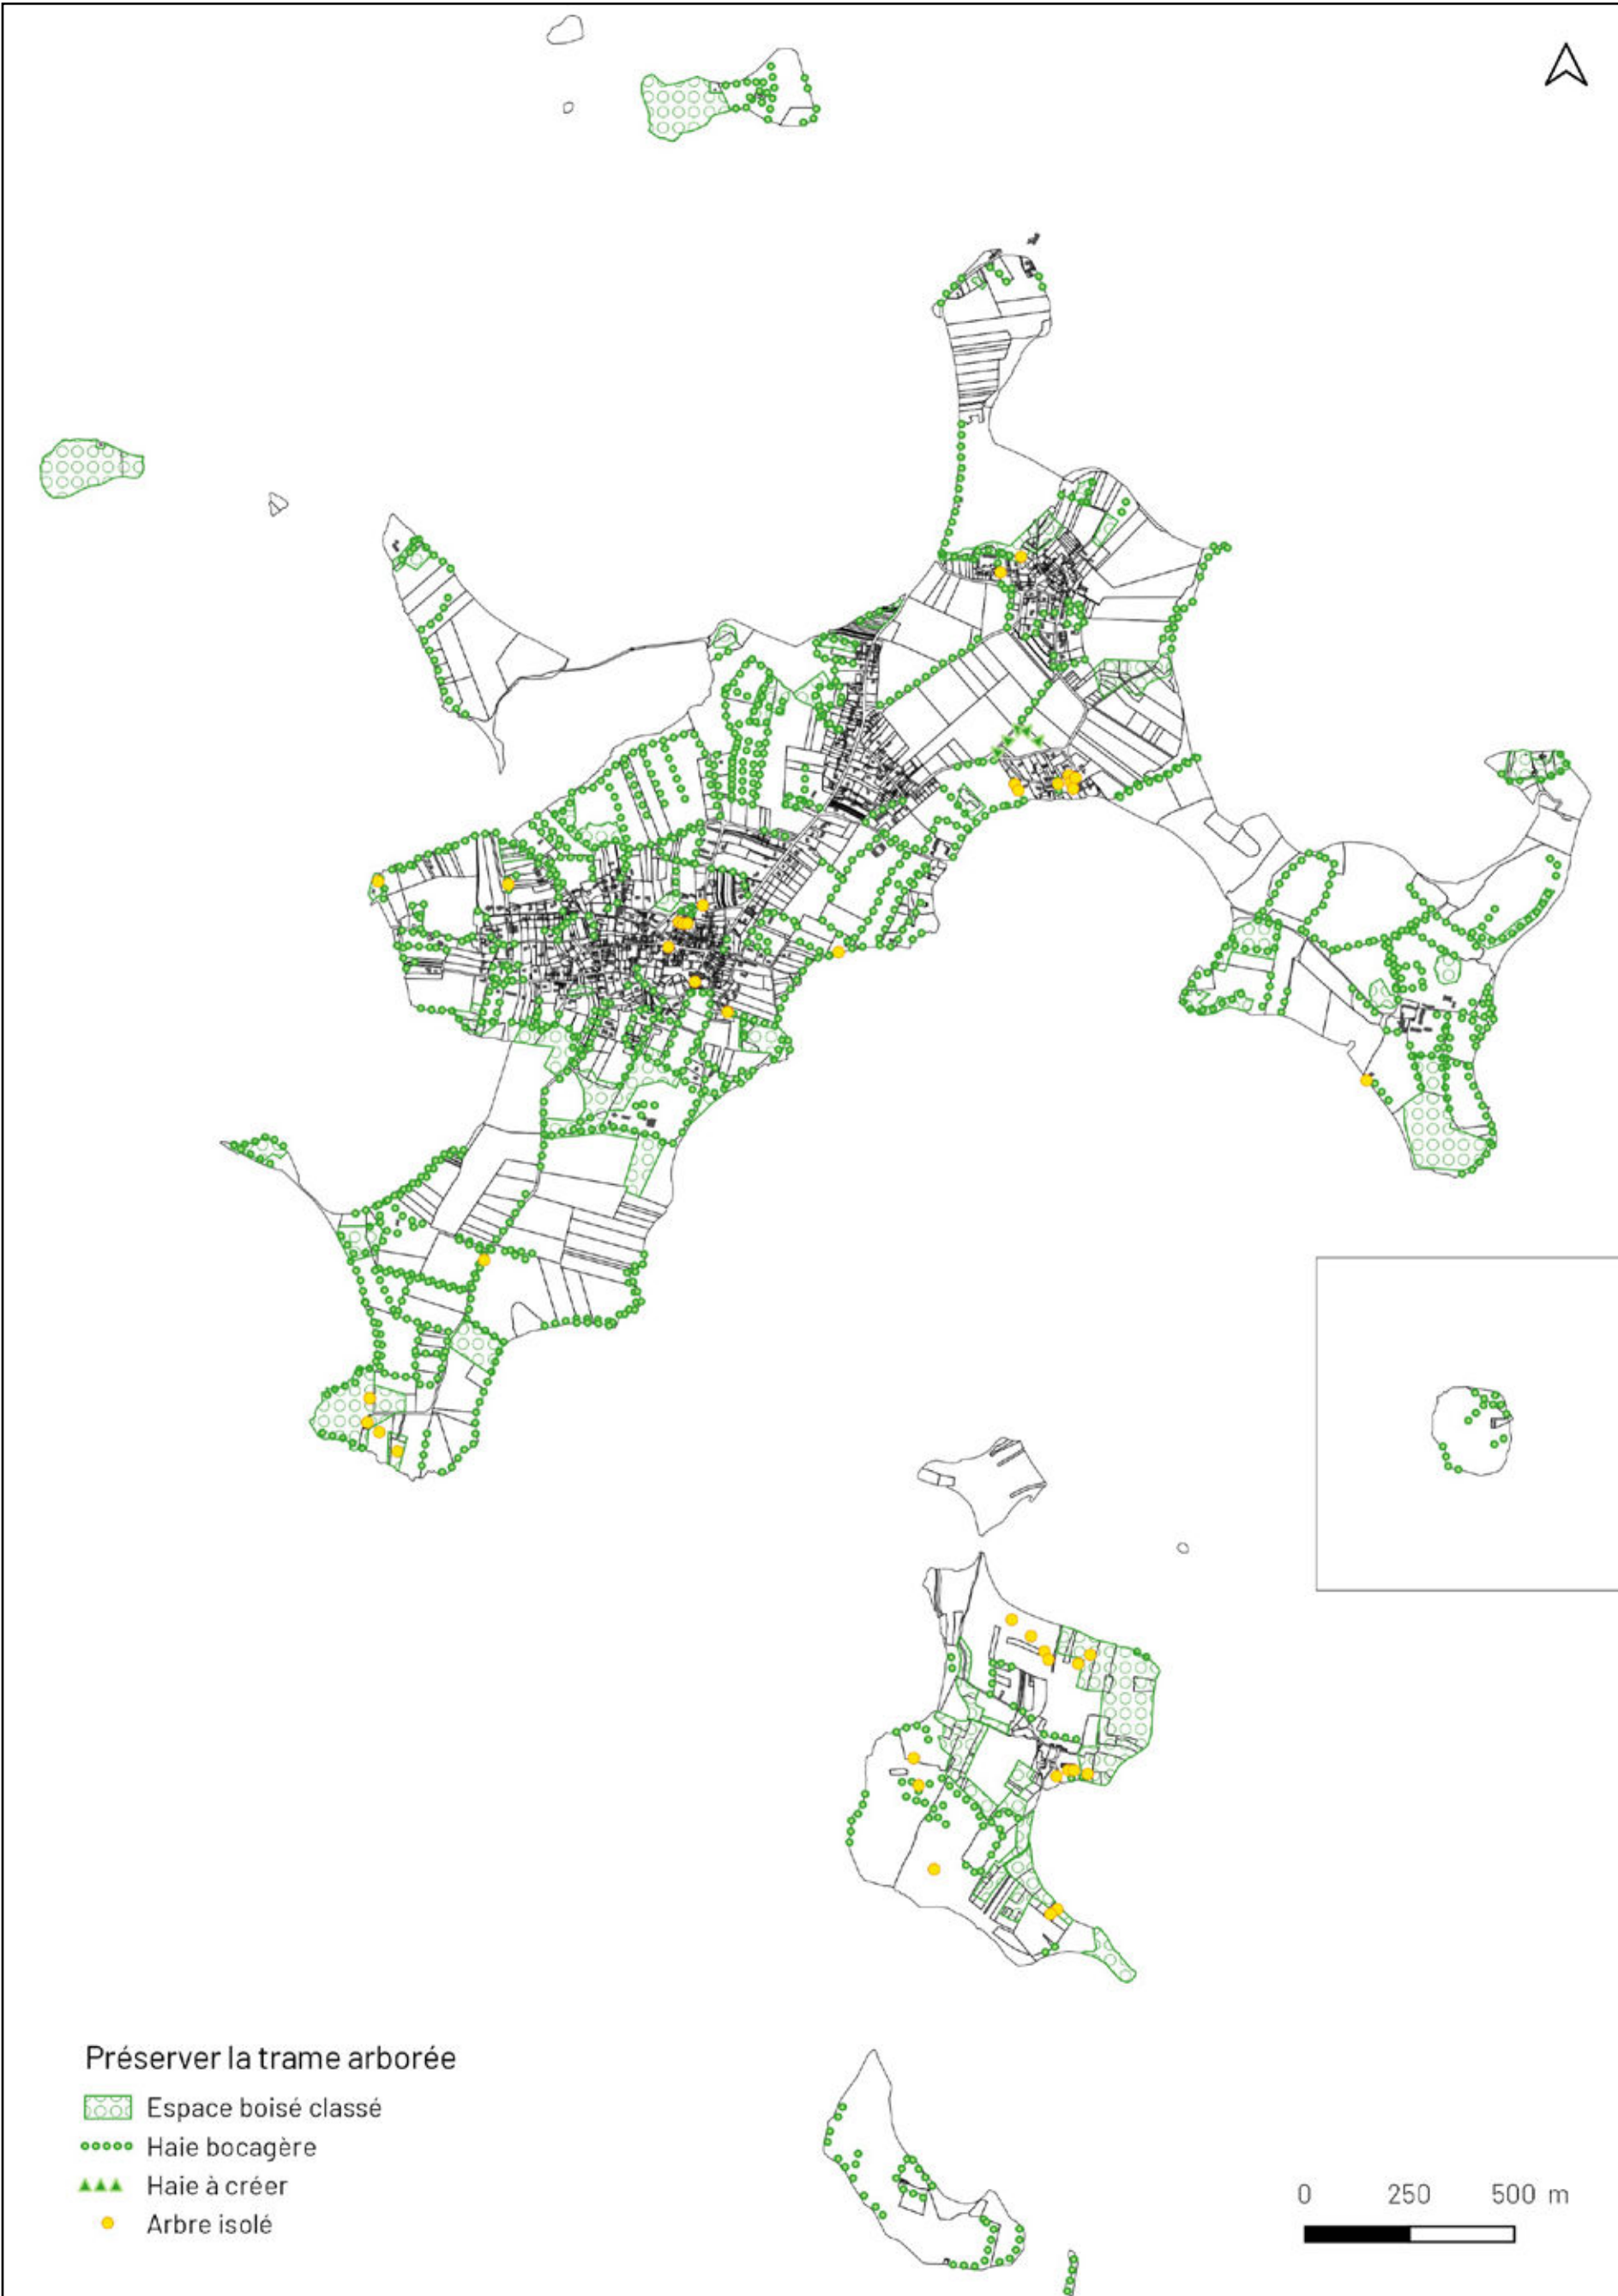 Préserver la trame arborée
Espace boisé classé
Haie bocagère
Haie à créer
Arbre isolé
0 250 500 m